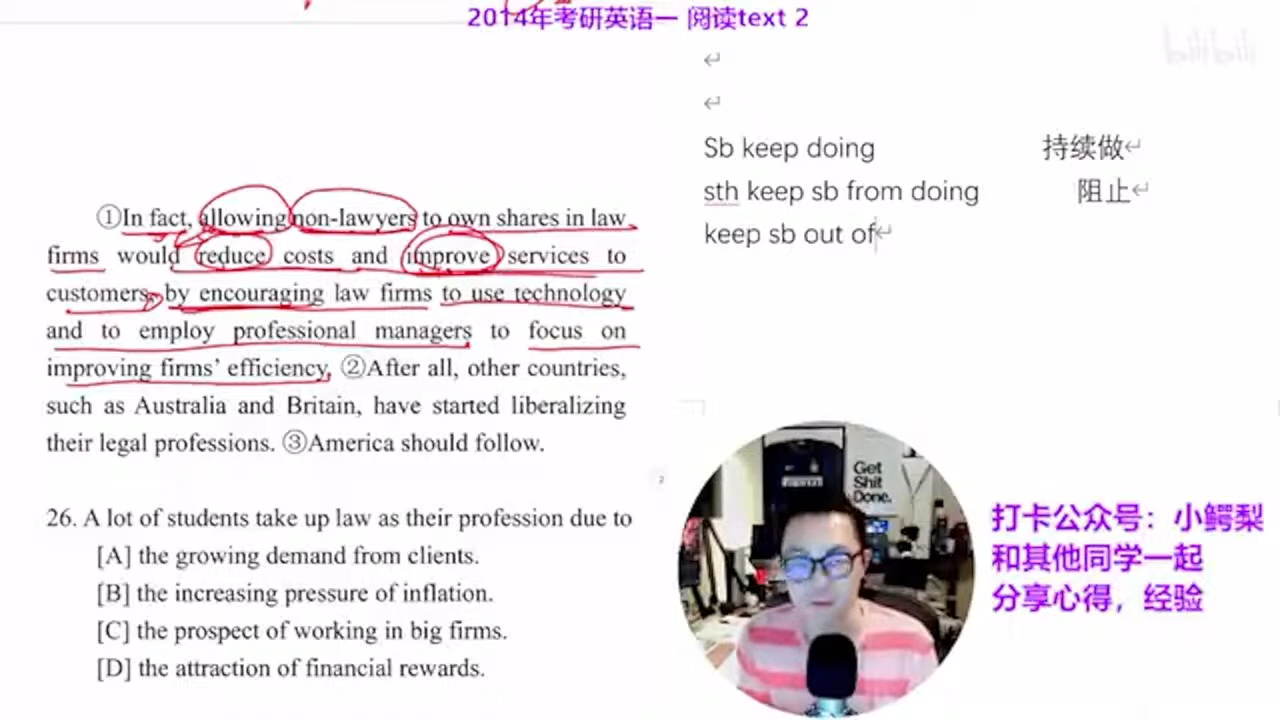 2014年考研英语一 阅读text 2
bilibili
①In fact, allowing non-lawyers to own shares in law
firms would reduce costs and improve services to
customers, by encouraging law firms to use technology
and to employ professional managers to focus on
improving firms' efficiency. ②After all, other countries,
such as Australia and Britain, have started liberalizing
their legal professions. ③America should follow.
26. A lot of students take up law as their profession due to
[A] the growing demand from clients.
[B] the increasing pressure of inflation.
[C] the prospect of working in big firms.
[D] the attraction of financial rewards.
Sb keep doing 持续做
sth keep sb from doing 阻止
keep sb out of
Get
Shit
Done.
打卡公众号：小鳄梨
和其他同学一起
分享心得，经验